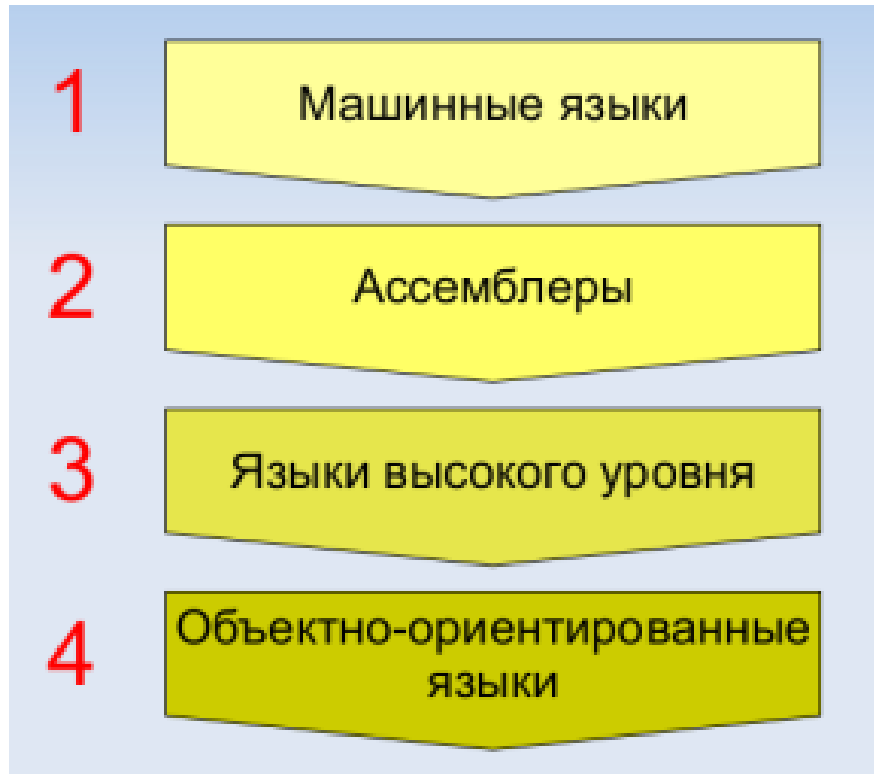 1
Машинные языки
2
Ассемблеры
3
Языки высокого уровня
4
Объектно-ориентированные
языки